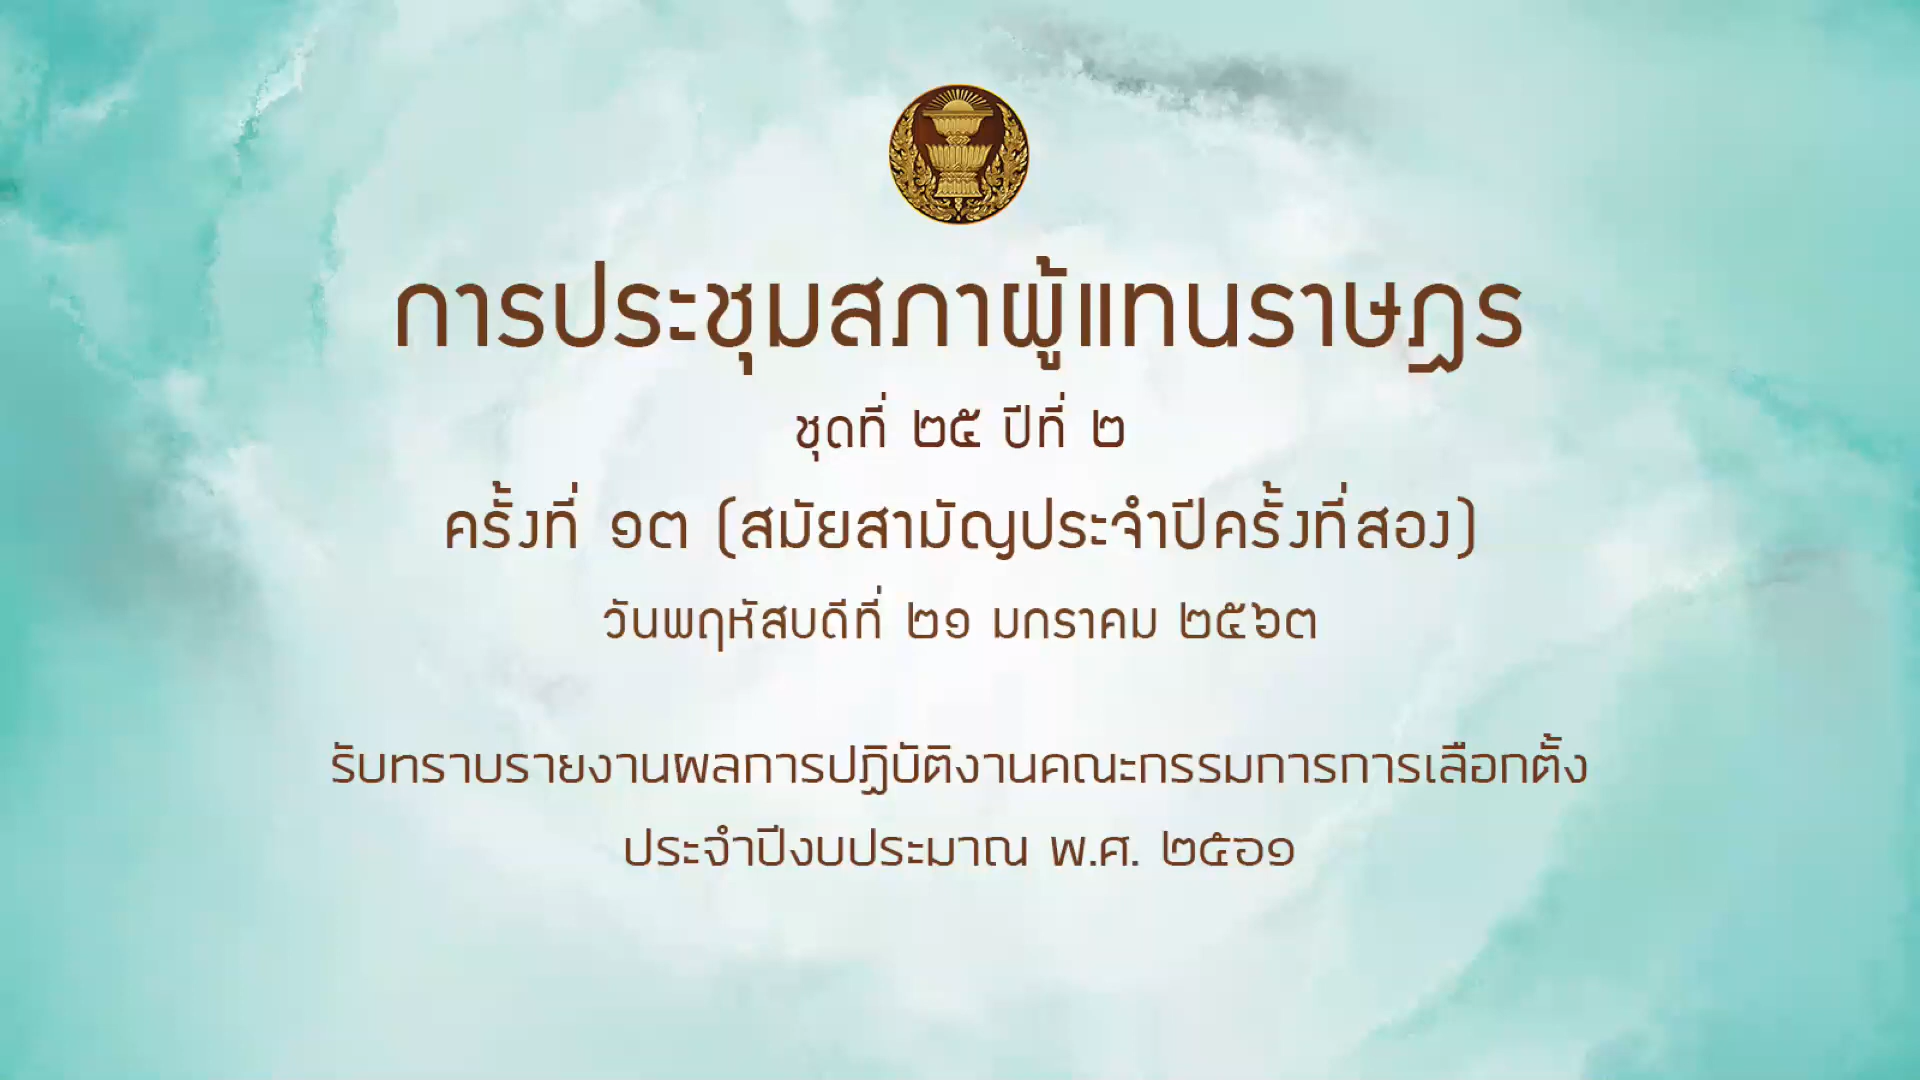 การประชุมสภาผู้แทนราษฎร
ชุดที่ ๒๕ ปีที่ ๒
ครั้งที่ ๑๓ (สมัยสามัญประจำปีครั้งที่สอง)
วันพฤหัสบดีที่ ๒๑ มกราคม ๒๕๖๓
รับทราบรายงานผลการปฏิบัติงานคณะกรรมการการเลือกตั้ง
ประจำปีงบประมาณ พ.ศ. ๒๕๖๑